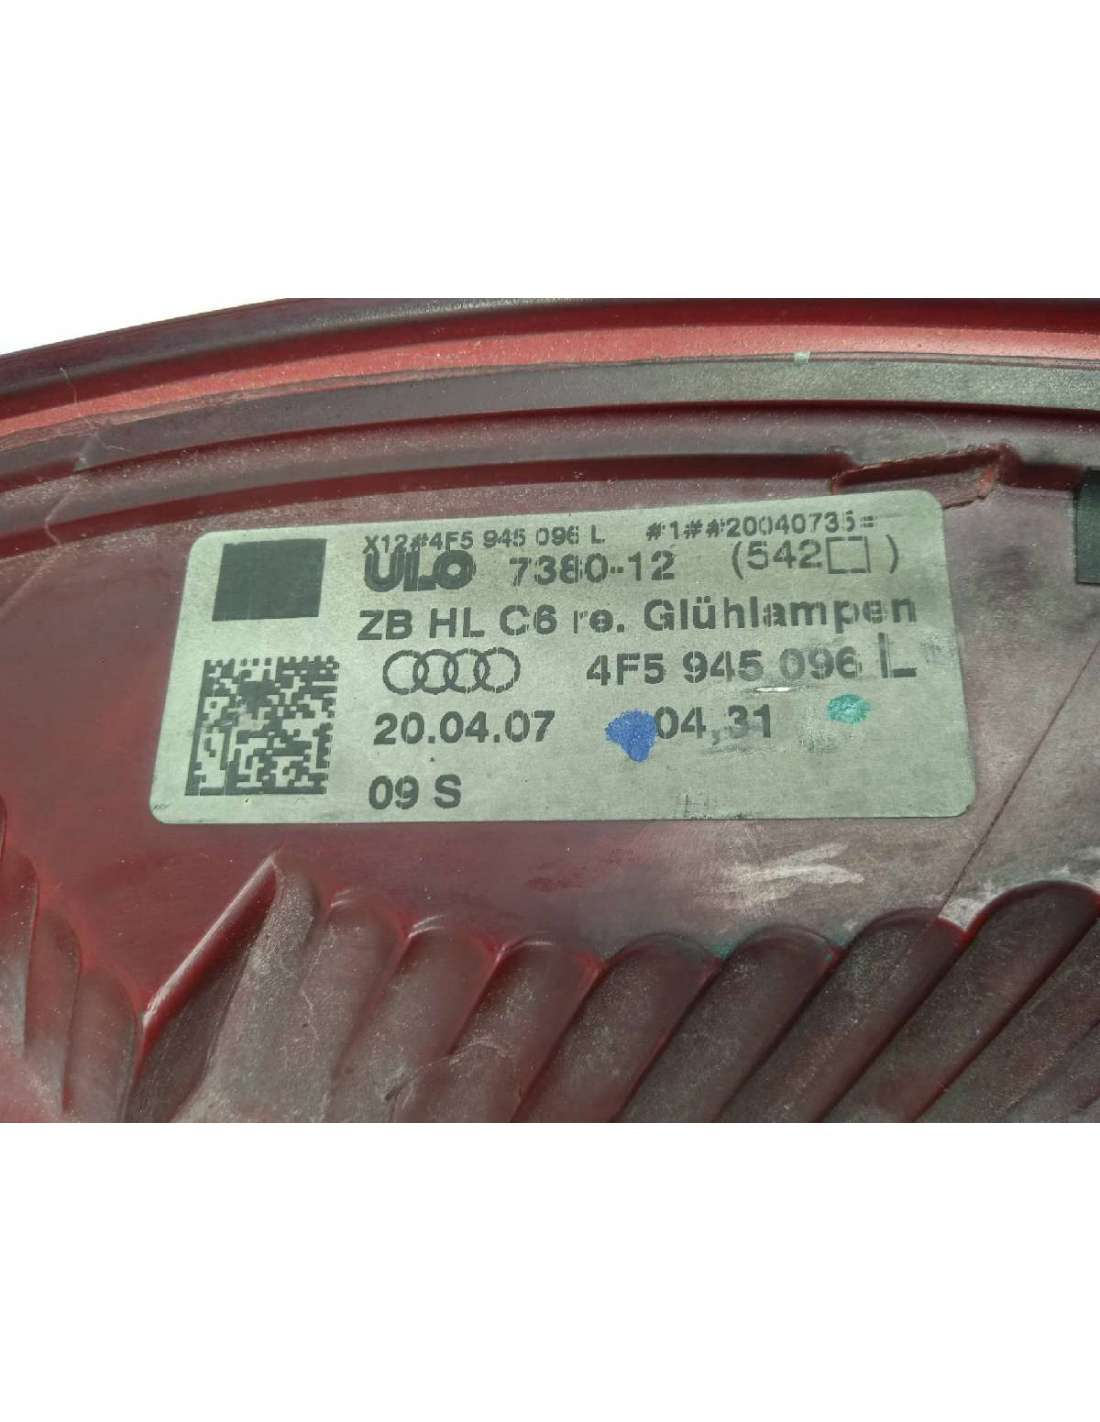 X12#4F5 945 096 L #1##20040735=
ULO 7380-12 (542□)
ZB HL C6 re. Glühlampen
4F5 945 096 L
20.04.07 04,31
09 S